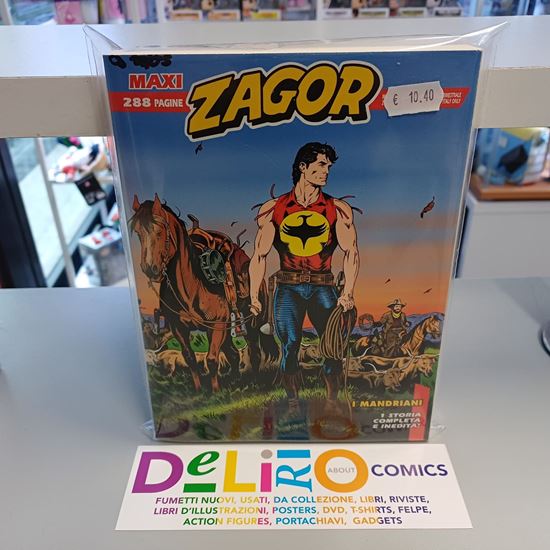 MAXI
288 PAGINE
ZAGOR
€ 10.40
I MANDRIANI
1 STORIA
COMPLETA
E INEDITA!
DeLiRiO ABOUT COMICS
FUMETTI NUOVI, USATI, DA COLLEZIONE, LIBRI, RIVISTE,
LIBRI D'ILLUSTRAZIONI, POSTERS, DVD, T-SHIRTS, FELPE,
ACTION FIGURES, PORTACHIAVI, GADGETS